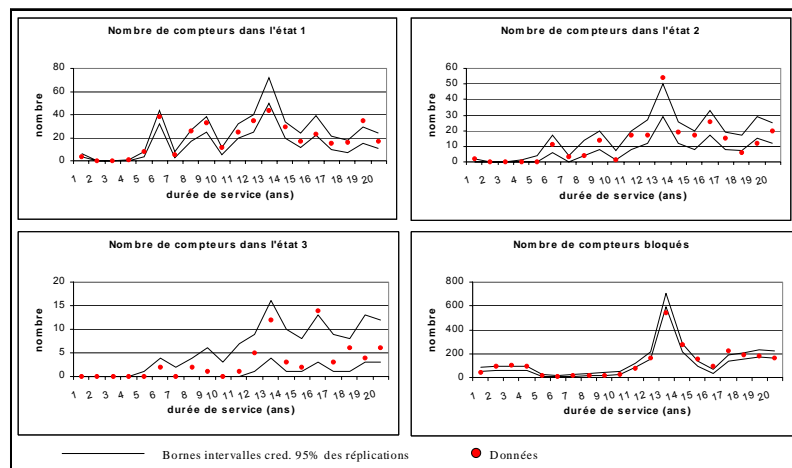 Nombre de compteurs dans l'état 1
nombre
80
60
40
20
0
1 2 3 4 5 6 7 8 9 10 11 12 13 14 15 16 17 18 19 20
durée de service (ans)
Nombre de compteurs dans l'état 2
nombre
60
50
40
30
20
10
0
1 2 3 4 5 6 7 8 9 10 11 12 13 14 15 16 17 18 19 20
durée de service (ans)
Nombre de compteurs dans l'état 3
nombre
20
15
10
5
0
1 2 3 4 5 6 7 8 9 10 11 12 13 14 15 16 17 18 19 20
durée de service (ans)
Nombre de compteurs bloqués
nombre
800
600
400
200
0
1 2 3 4 5 6 7 8 9 10 11 12 13 14 15 16 17 18 19 20
durée de service (ans)
Bornes intervalles cred. 95% des réplications
Données